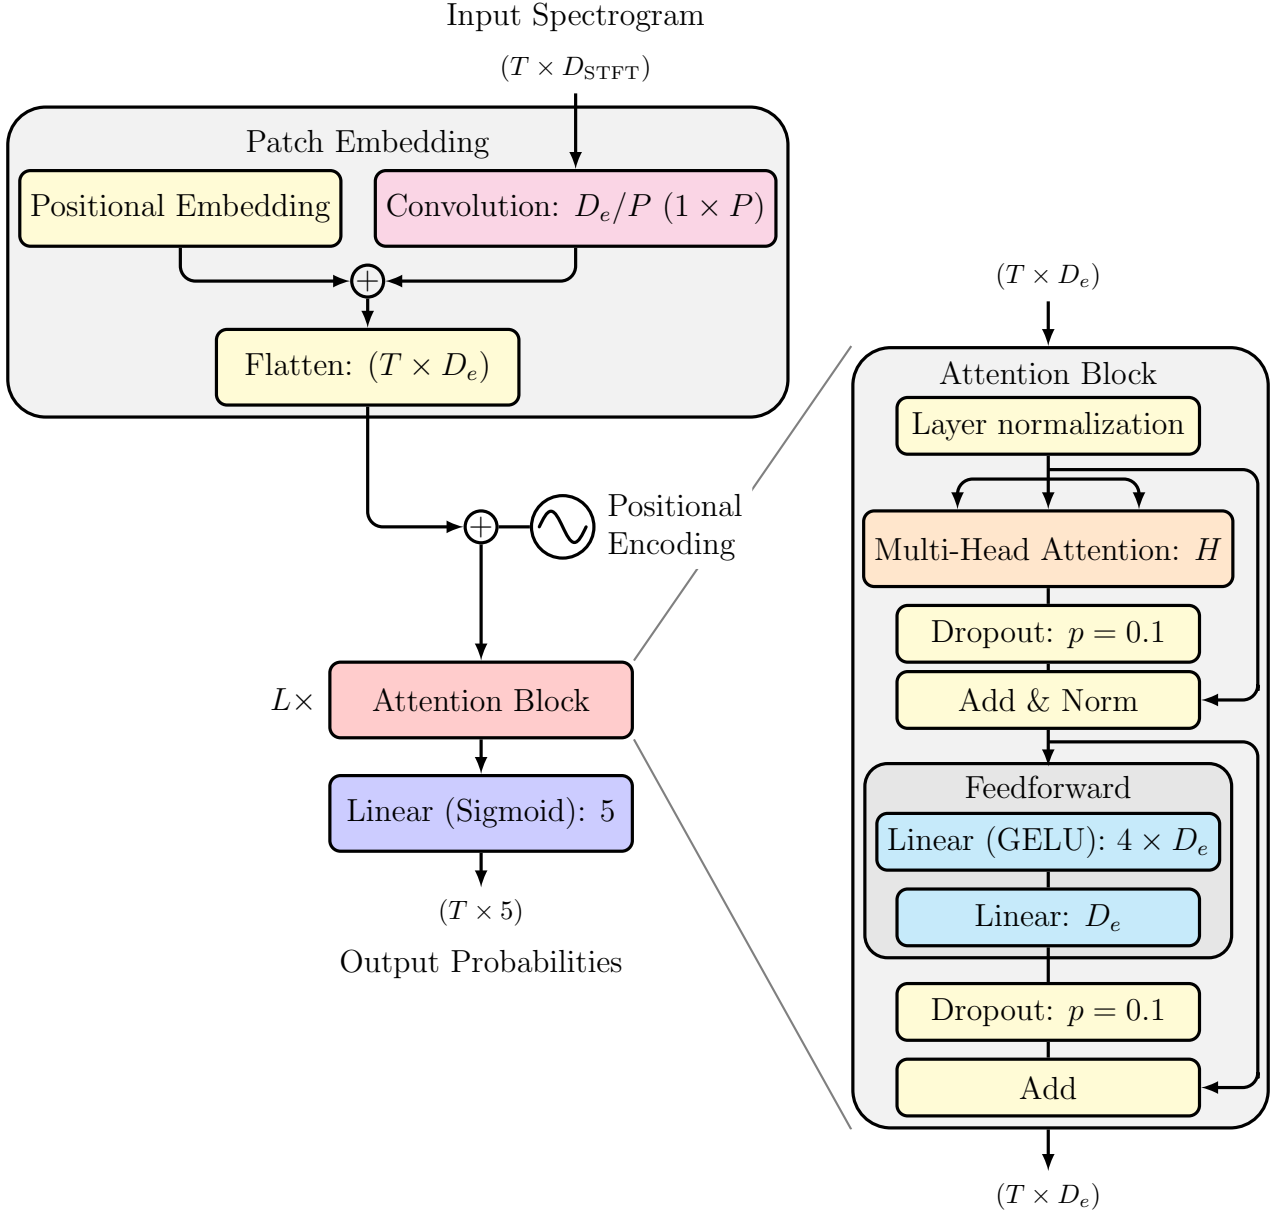 Input Spectrogram
(T × D_STFT)
Patch Embedding
Positional Embedding
Convolution: D_e/P (1 × P)
Flatten: (T × D_e)
Positional
Encoding
L×
Attention Block
Linear (Sigmoid): 5
(T × 5)
Output Probabilities
(T × D_e)
Attention Block
Layer normalization
Multi-Head Attention: H
Dropout: p = 0.1
Add & Norm
Feedforward
Linear (GELU): 4 × D_e
Linear: D_e
Dropout: p = 0.1
Add
(T × D_e)